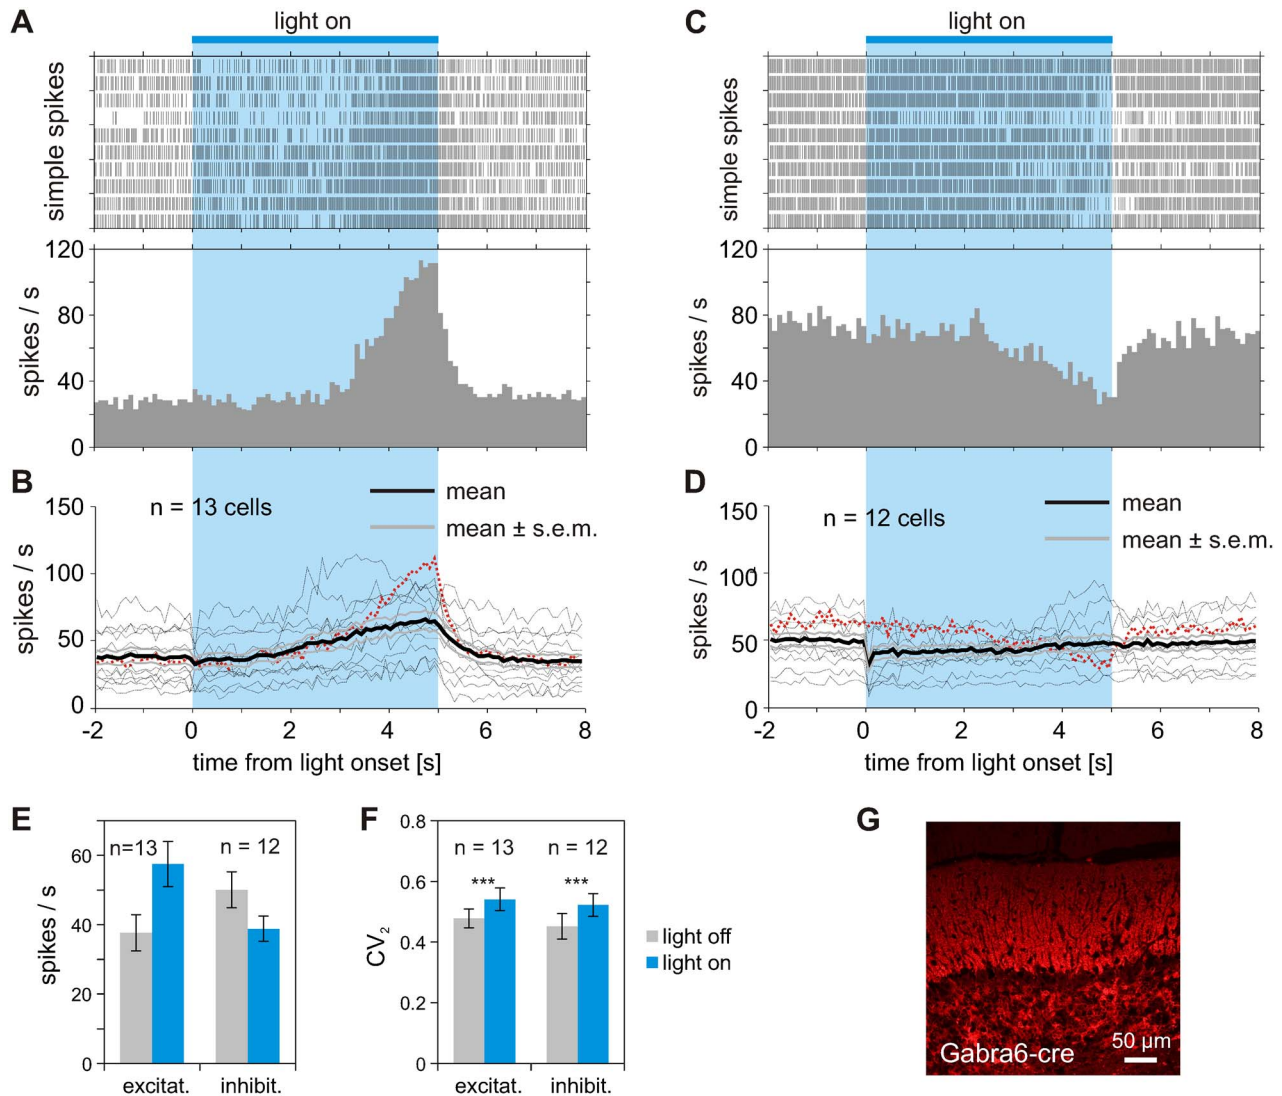 A
light on
simple spikes
120
80
40
0
spikes / s
B
n = 13 cells
mean
mean ± s.e.m.
150
100
50
0
spikes / s
-2 0 2 4 6 8
time from light onset [s]
C
light on
simple spikes
120
80
40
0
spikes / s
D
n = 12 cells
mean
mean ± s.e.m.
150
100
50
0
spikes / s
-2 0 2 4 6 8
time from light onset [s]
E
n=13 n = 12
60
40
20
0
spikes / s
excitat. inhibit.
F
0.8
0.6
0.4
0.2
0
CV2
n = 13 n = 12
*** ***
excitat. inhibit.
light off
light on
G
Gabra6-cre
50 µm